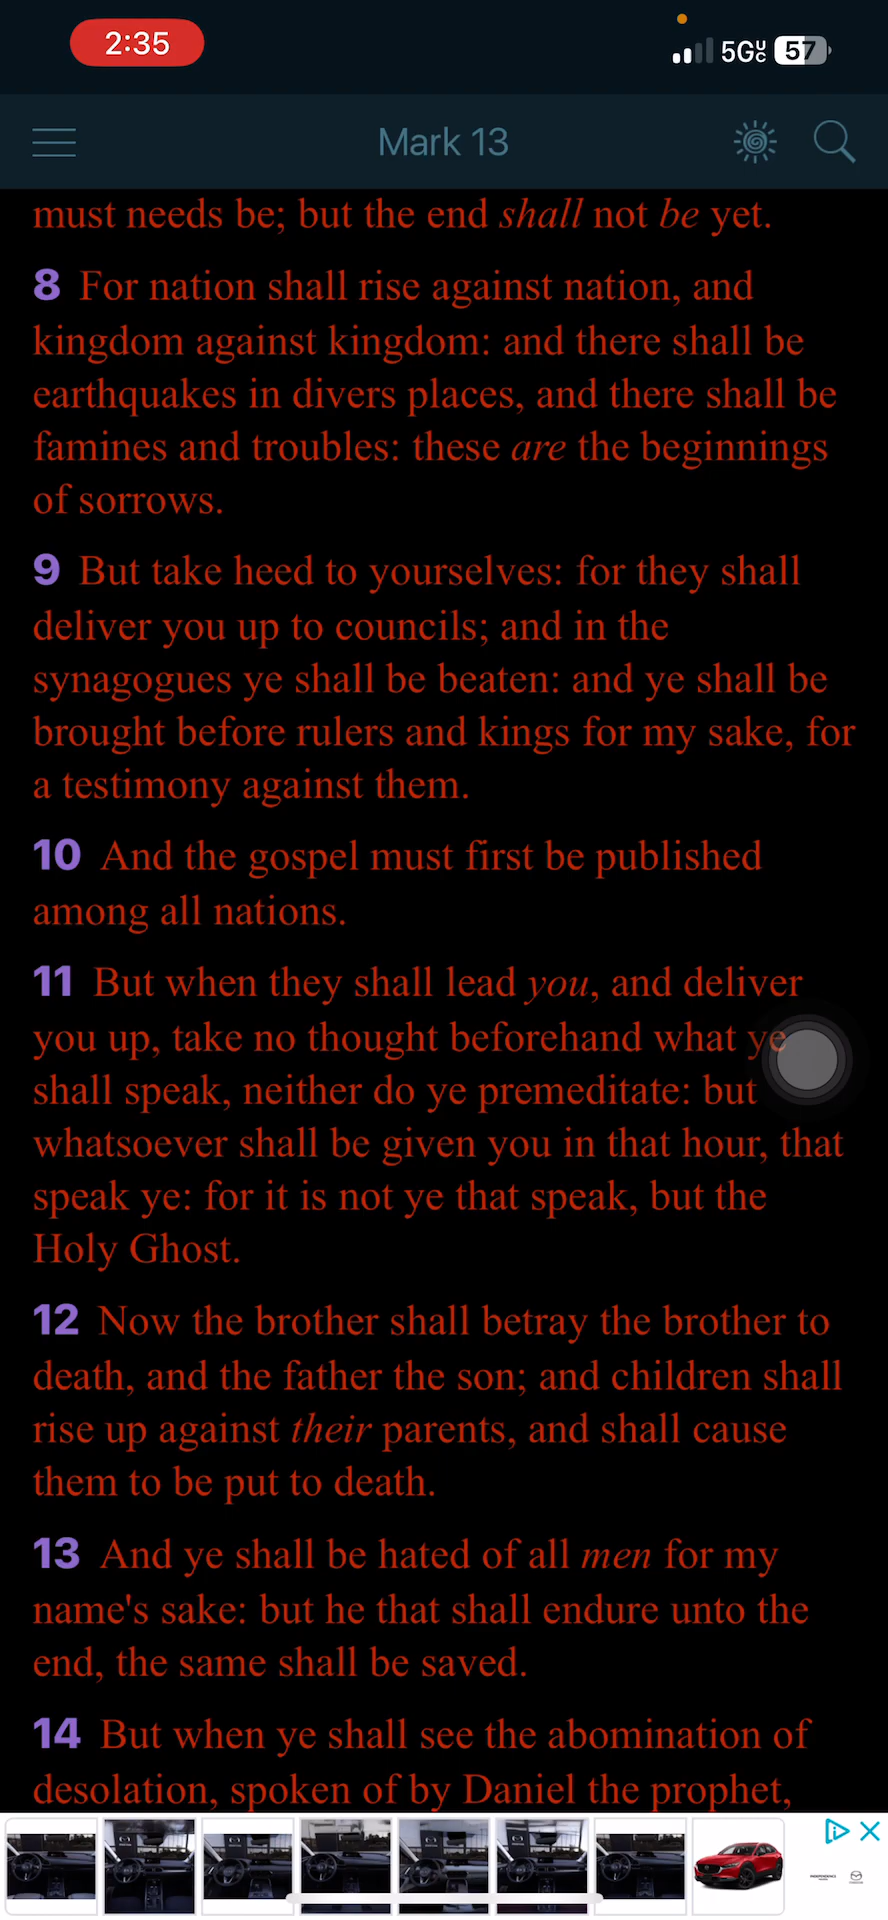 2:35
5G UC 57
Mark 13
must needs be; but the end shall not be yet.
8 For nation shall rise against nation, and
kingdom against kingdom: and there shall be
earthquakes in divers places, and there shall be
famines and troubles: these are the beginnings
of sorrows.
9 But take heed to yourselves: for they shall
deliver you up to councils; and in the
synagogues ye shall be beaten: and ye shall be
brought before rulers and kings for my sake, for
a testimony against them.
10 And the gospel must first be published
among all nations.
11 But when they shall lead you, and deliver
you up, take no thought beforehand what ye
shall speak, neither do ye premeditate: but
whatsoever shall be given you in that hour, that
speak ye: for it is not ye that speak, but the
Holy Ghost.
12 Now the brother shall betray the brother to
death, and the father the son; and children shall
rise up against their parents, and shall cause
them to be put to death.
13 And ye shall be hated of all men for my
name's sake: but he that shall endure unto the
end, the same shall be saved.
14 But when ye shall see the abomination of
desolation, spoken of by Daniel the prophet,